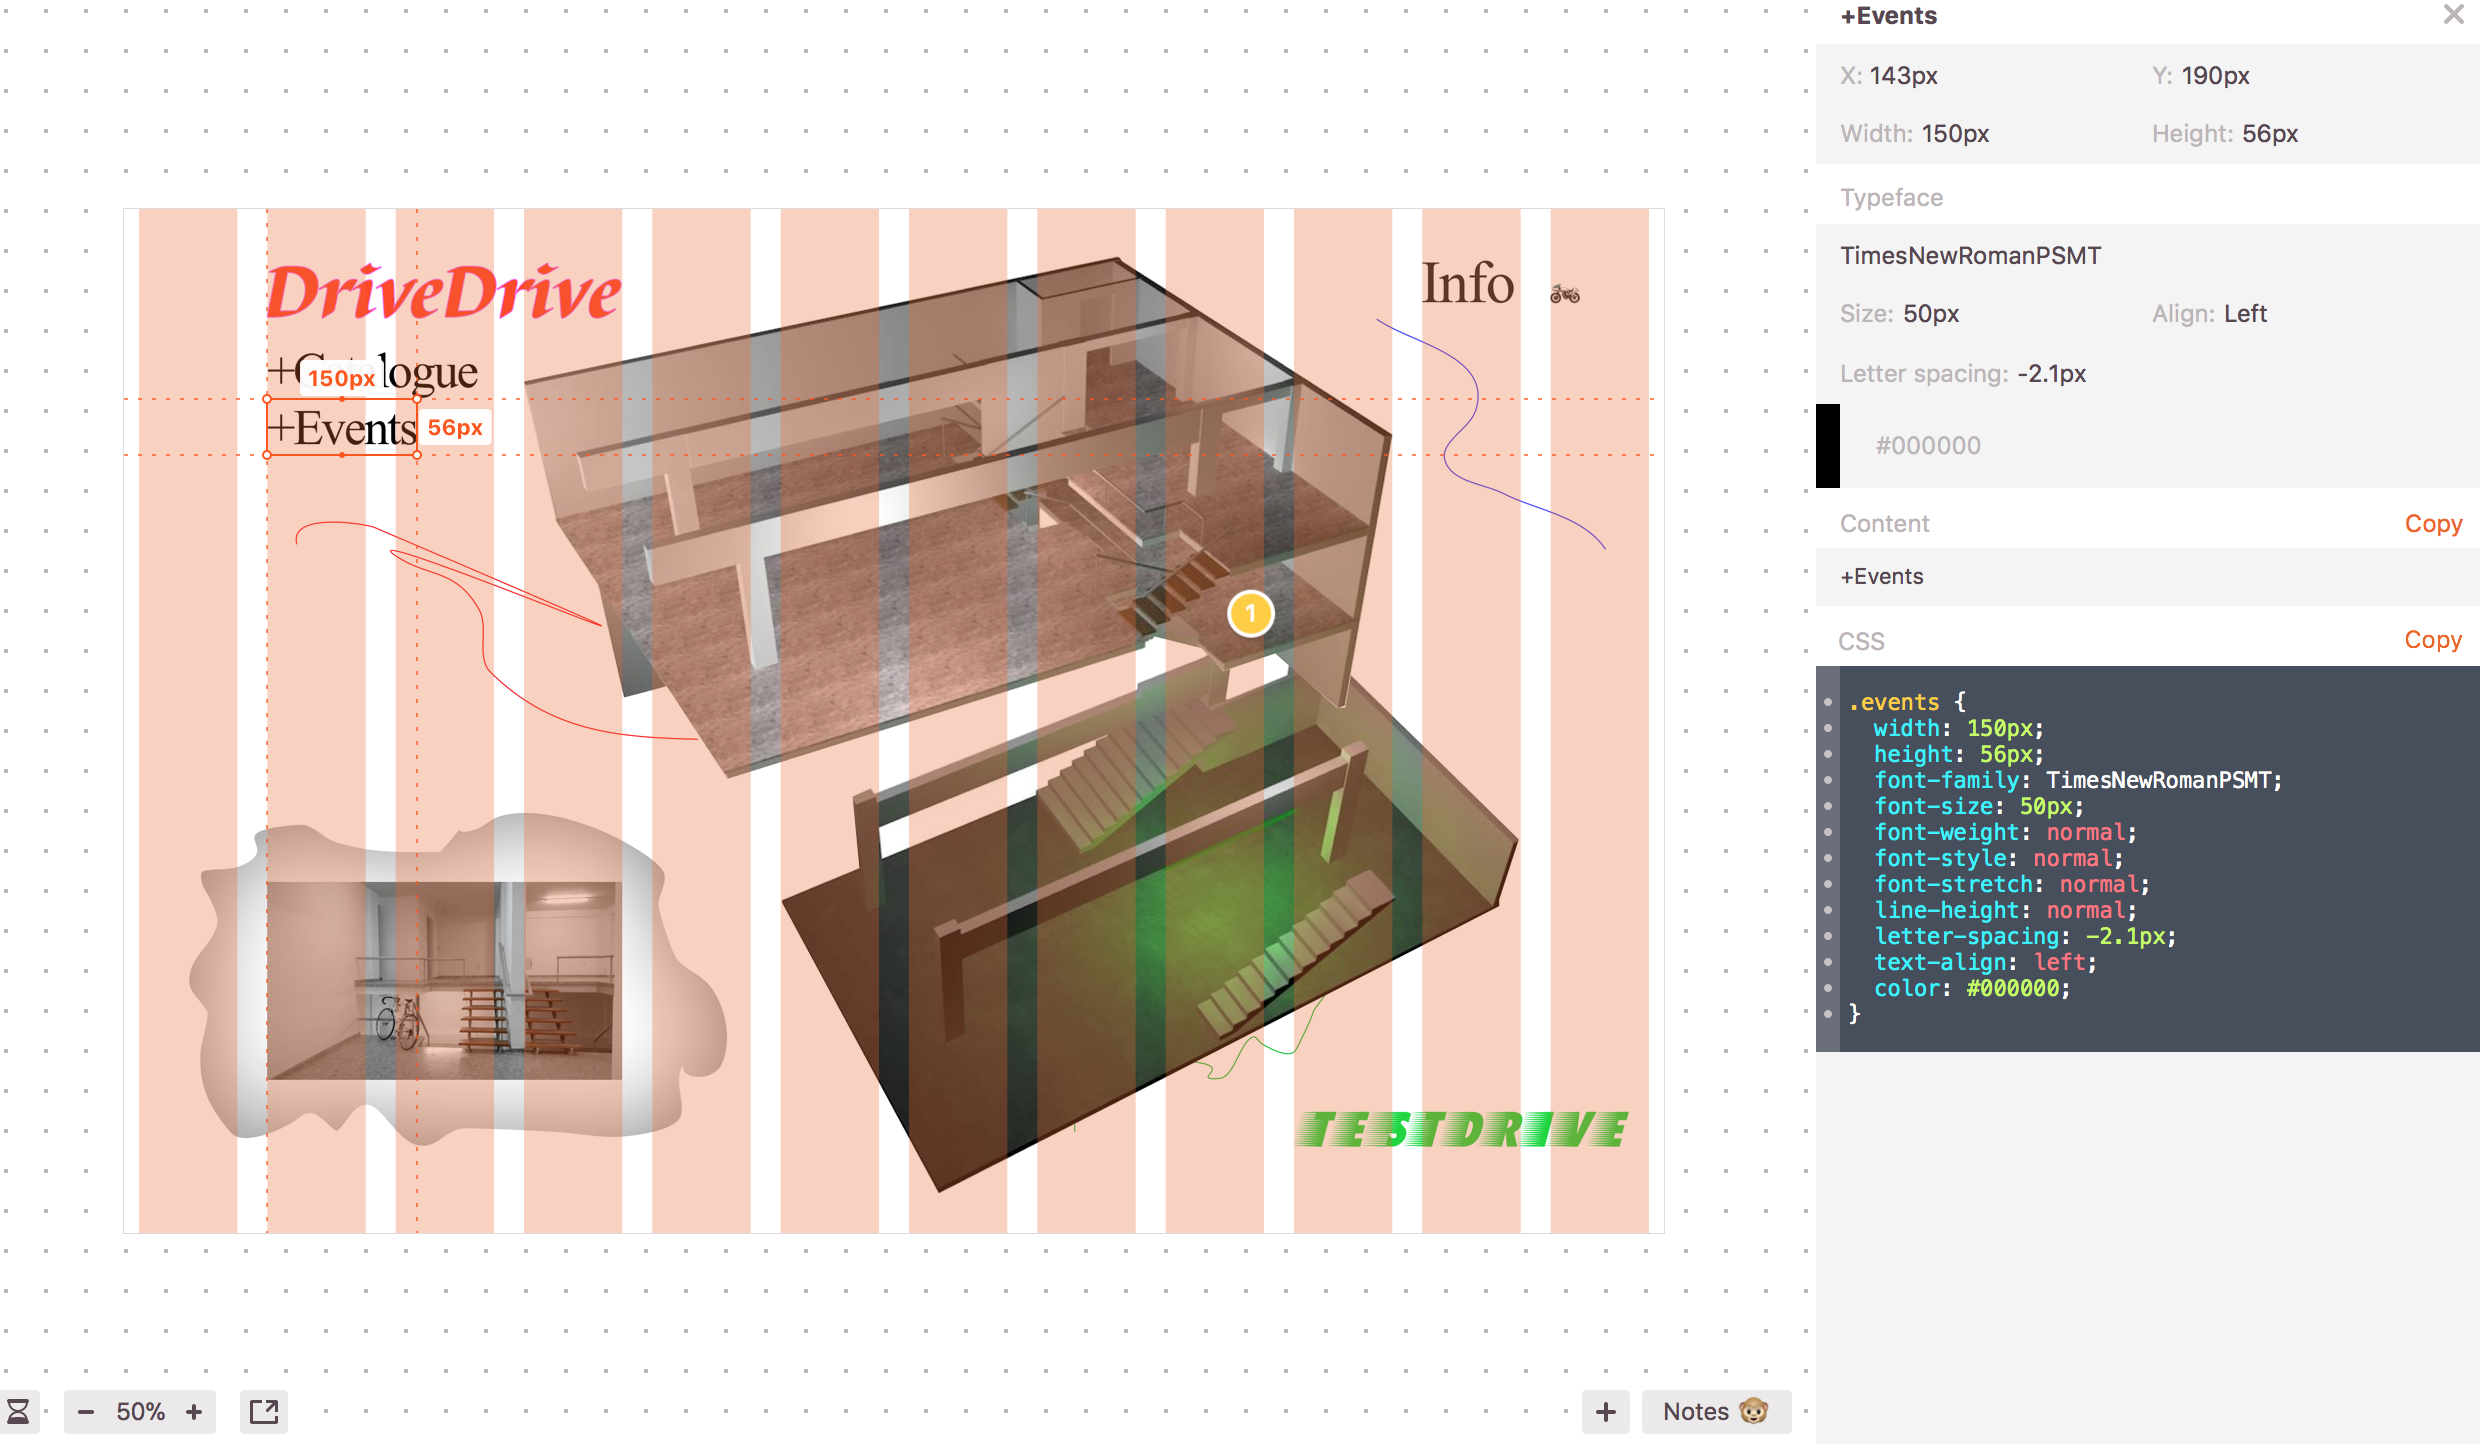 DriveDrive
Info
+Catalogue
150px
+Events
56px
1
TESTDRIVE
50%
Notes
+Events
X: 143px
Y: 190px
Width: 150px
Height: 56px
Typeface
TimesNewRomanPSMT
Size: 50px
Align: Left
Letter spacing: -2.1px
#000000
Content
Copy
+Events
CSS
Copy
.events {
width: 150px;
height: 56px;
font-family: TimesNewRomanPSMT;
font-size: 50px;
font-weight: normal;
font-style: normal;
font-stretch: normal;
line-height: normal;
letter-spacing: -2.1px;
text-align: left;
color: #000000;
}